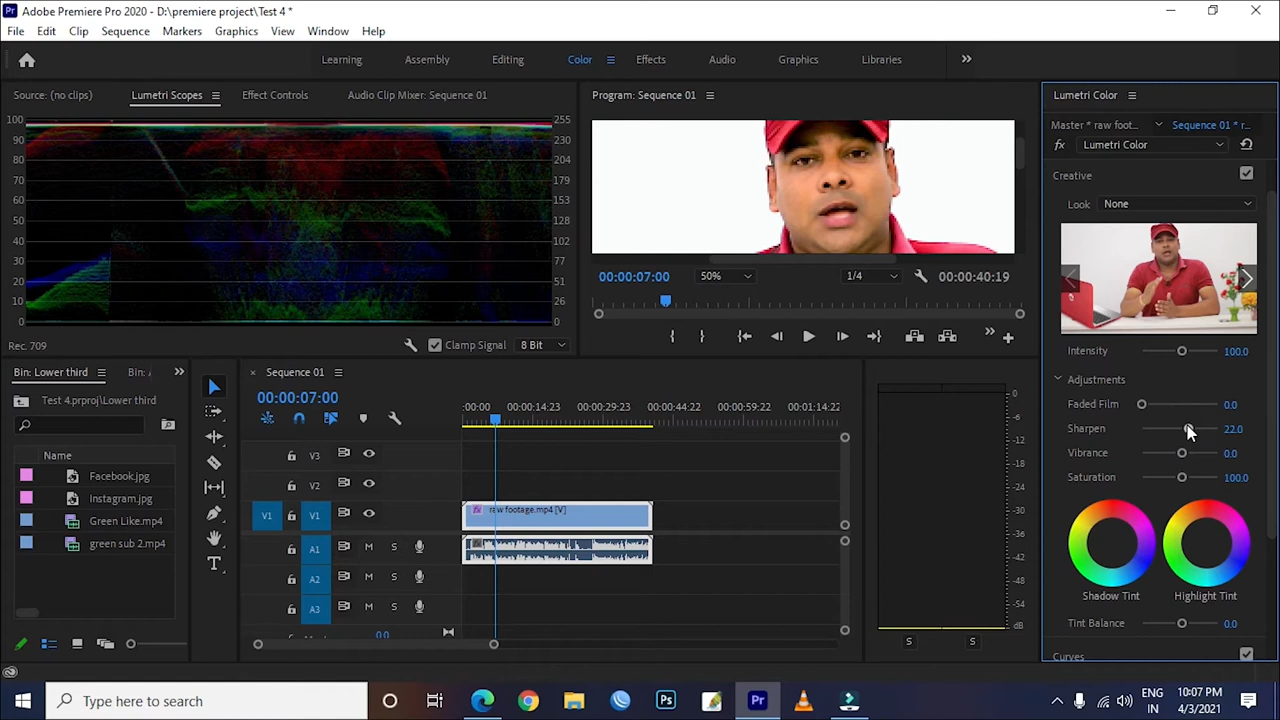 Adobe Premiere Pro 2020 - D:\premiere project\Test 4 *
File Edit Clip Sequence Markers Graphics View Window Help
Learning Assembly Editing Color Effects Audio Graphics Libraries
Source: (no clips) Lumetri Scopes Effect Controls Audio Clip Mixer: Sequence 01
100 255
90 230
80 204
70 179
60 153
50 128
40 102
30 77
20 51
10 26
0 0
Rec. 709 Clamp Signal 8 Bit
Program: Sequence 01
00:00:07:00 50% 1/4 00:00:40:19
Lumetri Color
Master * raw foot... Sequence 01 * r...
fx Lumetri Color
Creative
Look None
Intensity 100.0
Adjustments
Faded Film 0.0
Sharpen 22.0
Vibrance 0.0
Saturation 100.0
Shadow Tint Highlight Tint
Tint Balance 0.0
Curves
Bin: Lower third Bin:
Test 4.prproj\Lower third
Name
Facebook.jpg
Instagram.jpg
Green Like.mp4
green sub 2.mp4
Sequence 01
00:00:07:00
:00:00 00:00:14:23 00:00:29:23 00:00:44:22 00:00:59:22 00:01:14:22
V3
V2
V1 V1 fx raw footage.mp4 [V]
A1 M S
A2 M S
A3 M S
0.0
0
-6
-12
-18
-24
-30
-36
-42
-48
-54
dB
S S
Type here to search
Ps Pr
ENG
IN
10:07 PM
4/3/2021